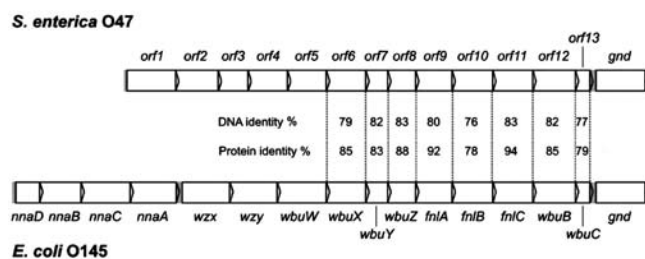 S. enterica O47
orf13
orf1 orf2 orf3 orf4 orf5 orf6 orf7 orf8 orf9 orf10 orf11 orf12 gnd
DNA identity % 79 82 83 80 76 83 82 77
Protein identity % 85 83 88 92 78 94 85 79
nnaD nnaB nnaC nnaA wzx wzy wbuW wbuX wbuZ fnlA fnlB fnlC wbuB gnd
wbuY wbuC
E. coli O145